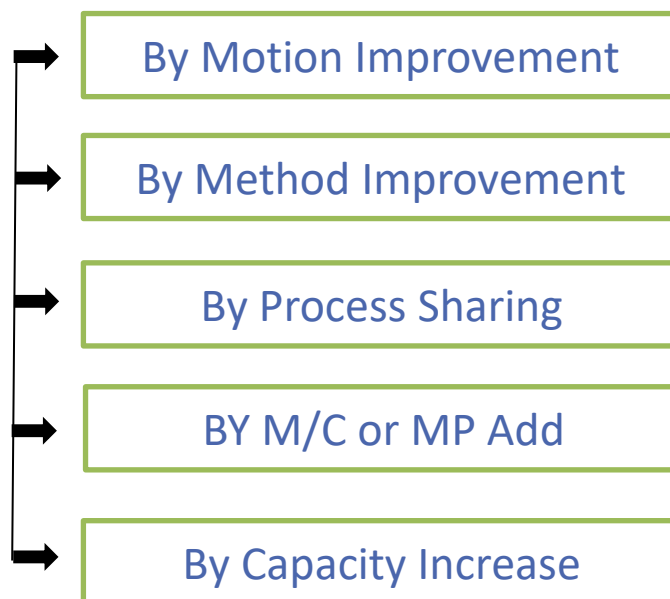 By Motion Improvement
By Method Improvement
By Process Sharing
BY M/C or MP Add
By Capacity Increase